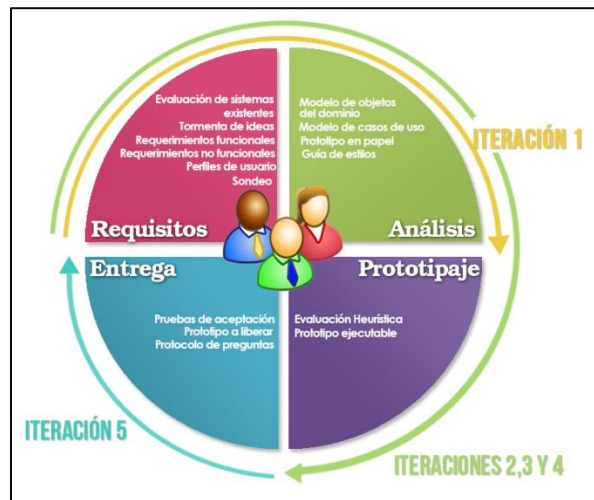 Evaluación de sistemas
existentes
Tormenta de ideas
Requerimientos funcionales
Requerimientos no funcionales
Perfiles de usuario
Sondeo
Requisitos
Modelo de objetos
del dominio
Modelo de casos de uso
Prototipo en papel
Guía de estilos
Análisis
ITERACIÓN 1
Entrega
Pruebas de aceptación
Prototipo a liberar
Protocolo de preguntas
Prototipaje
Evaluación Heurística
Prototipo ejecutable
ITERACIÓN 5
ITERACIONES 2,3 Y 4